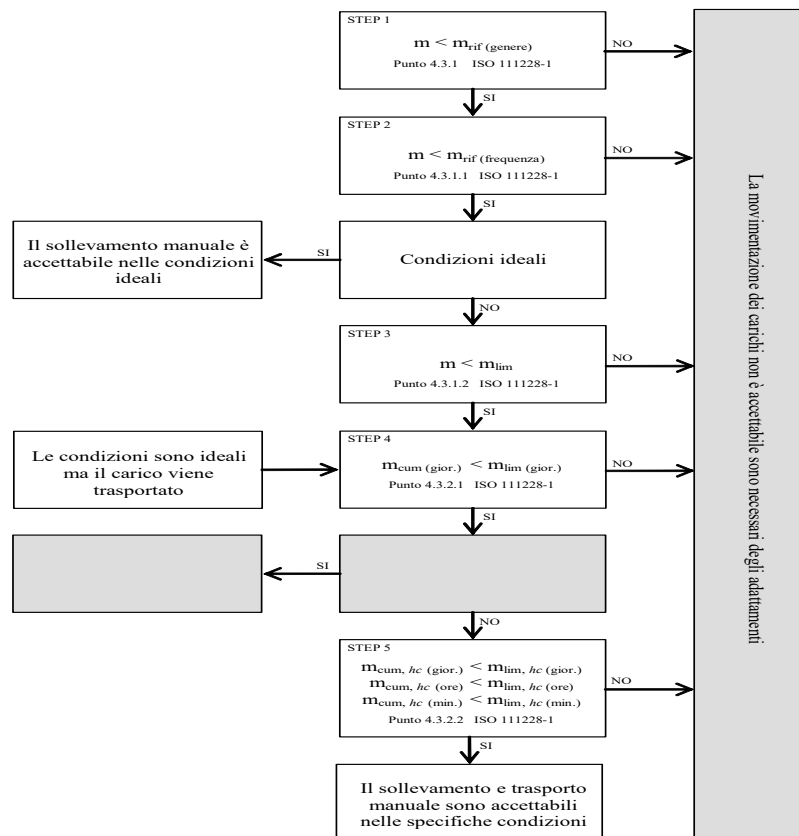 STEP 1
m < mrif (genere)
Punto 4.3.1 ISO 111228-1
NO
SI
STEP 2
m < mrif (frequenza)
Punto 4.3.1.1 ISO 111228-1
NO
SI
Il sollevamento manuale è
accettabile nelle condizioni
ideali
SI
Condizioni ideali
NO
STEP 3
m < mlim
Punto 4.3.1.2 ISO 111228-1
NO
SI
Le condizioni sono ideali
ma il carico viene
trasportato
STEP 4
mcum (gior.) < mlim (gior.)
Punto 4.3.2.1 ISO 111228-1
NO
SI
SI
NO
STEP 5
mcum, hc (gior.) < mlim, hc (gior.)
mcum, hc (ore) < mlim, hc (ore)
mcum, hc (min.) < mlim, hc (min.)
Punto 4.3.2.2 ISO 111228-1
NO
SI
Il sollevamento e trasporto
manuale sono accettabili
nelle specifiche condizioni
La movimentazione dei carichi non è accettabile sono necessari degli adattamenti